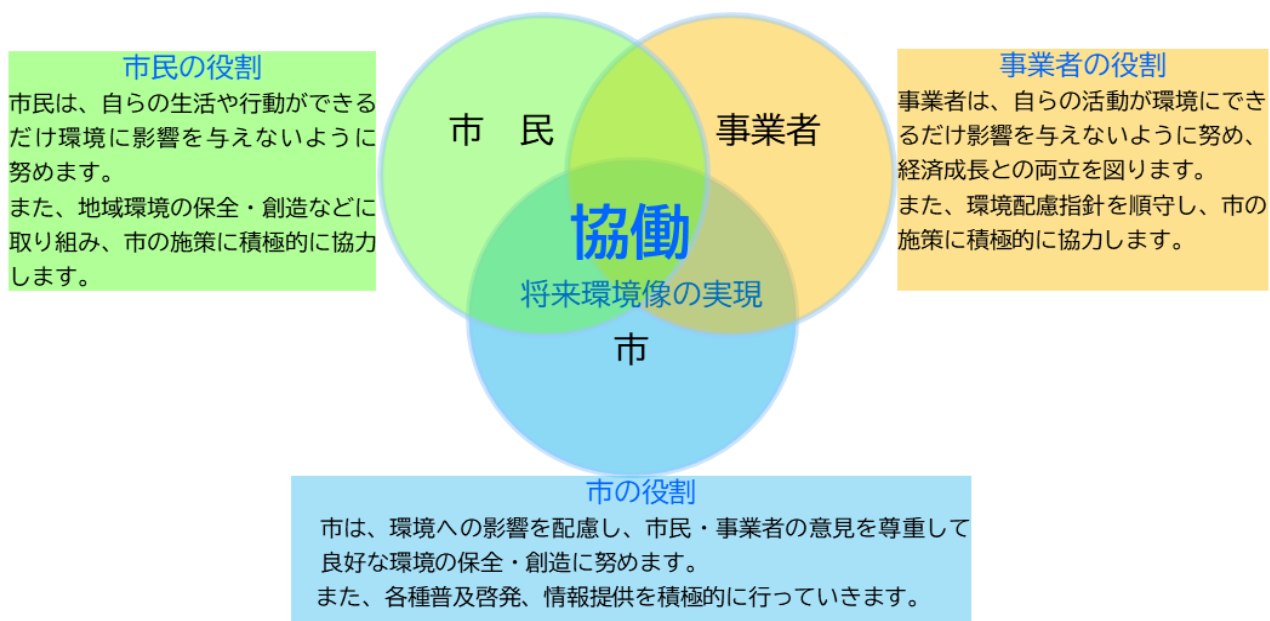 市民の役割
市民は、自らの生活や行動ができる
だけ環境に影響を与えないように
努めます。
また、地域環境の保全・創造などに
取り組み、市の施策に積極的に協力
します。
市　民
事業者
協働
将来環境像の実現
市
事業者の役割
事業者は、自らの活動が環境にでき
るだけ影響を与えないように努め、
経済成長との両立を図ります。
また、環境配慮指針を順守し、市の
施策に積極的に協力します。
市の役割
市は、環境への影響を配慮し、市民・事業者の意見を尊重して
良好な環境の保全・創造に努めます。
また、各種普及啓発、情報提供を積極的に行っていきます。